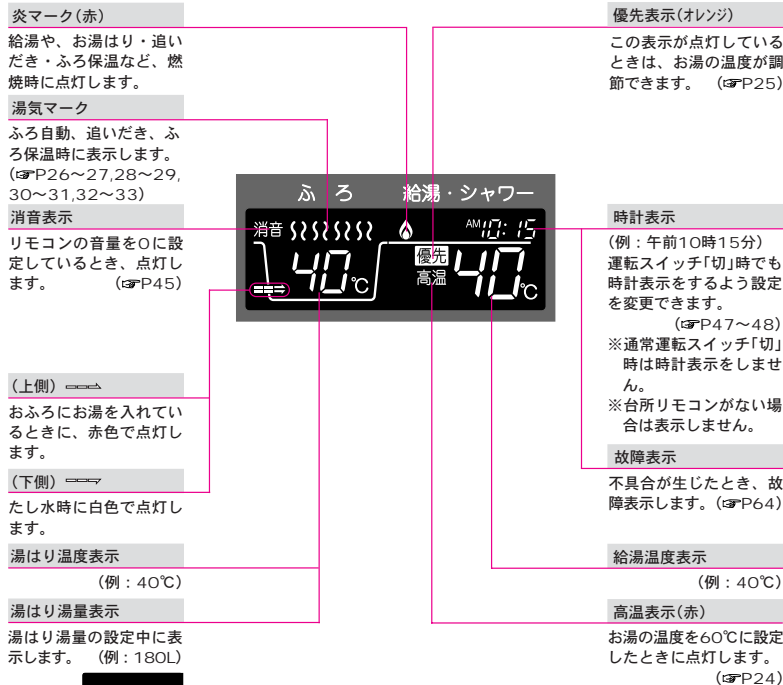 炎マーク(赤)
給湯や、お湯はり・追い
だき・ふろ保温など、燃
焼時に点灯します。
湯気マーク
ふろ自動、追いだき、ふ
ろ保温時に表示します。
(☞P26〜27,28〜29,
30〜31,32〜33)
消音表示
リモコンの音量を0に設
定しているとき、点灯し
ます。 (☞P45)
(上側)
おふろにお湯を入れてい
るときに、赤色で点灯し
ます。
(下側)
たし水時に白色で点灯し
ます。
湯はり温度表示
(例：40℃)
湯はり湯量表示
湯はり湯量の設定中に表
示します。 (例：180L)
ふ ろ 給湯・シャワー
消音 AM10:15
優先
高温
40℃ 40℃
優先表示(オレンジ)
この表示が点灯している
ときは、お湯の温度が調
節できます。 (☞P25)
時計表示
(例：午前10時15分)
運転スイッチ「切」時でも
時計表示をするよう設定
を変更できます。
(☞P47〜48)
※通常運転スイッチ「切」
時は時計表示をしませ
ん。
※台所リモコンがない場
合は表示しません。
故障表示
不具合が生じたとき、故
障表示します。(☞P64)
給湯温度表示
(例：40℃)
高温表示(赤)
お湯の温度を60℃に設定
したときに点灯します。
(☞P24)